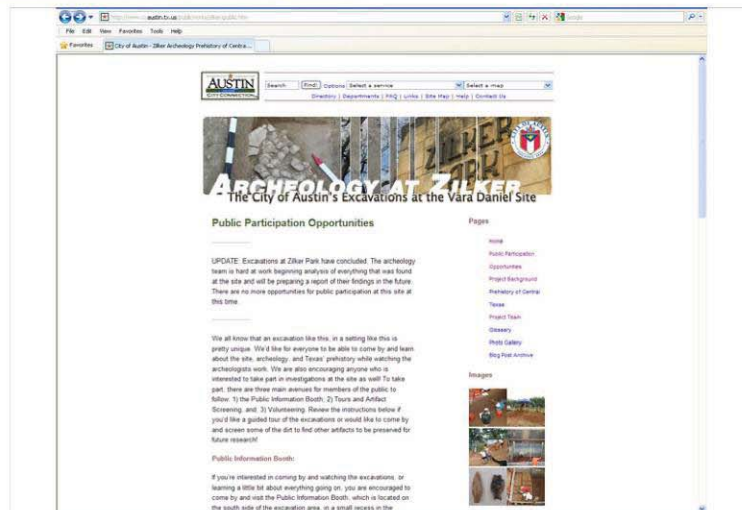 austin.tx.us
File Edit View Favorites Tools Help
Favorites City of Austin - Zilker Archeology Prehistory of Centra...
AUSTIN
CITY CONNECTION
Search Find! Options Select a service Select a map
Directory | Departments | FAQ | Links | Site Map | Help | Contact Us
ZILKER
PARK
ARCHEOLOGY AT ZILKER
The City of Austin's Excavations at the Vara Daniel Site
Public Participation Opportunities
UPDATE: Excavations at Zilker Park have concluded. The archeology
team is hard at work beginning analysis of everything that was found
at the site and will be preparing a report of their findings in the future.
There are no more opportunities for public participation at this site at
this time.
We all know that an excavation like this, in a setting like this is
pretty unique. We'd like for everyone to be able to come by and learn
about the site, archeology, and Texas' prehistory while watching the
archeologists work. We are also encouraging anyone who is
interested to take part in investigations at the site as well! To take
part, there are three main avenues for members of the public to
follow: 1) the Public Information Booth; 2) Tours and Artifact
Screening; and, 3) Volunteering. Review the instructions below if
you'd like a guided tour of the excavations or would like to come by
and screen some of the dirt to find other artifacts to be preserved for
future research!
Public Information Booth:
If you're interested in coming by and watching the excavations, or
learning a little bit about everything going on, you are encouraged to
come by and visit the Public Information Booth, which is located on
the south side of the excavation area, in a small recess in the
Pages
Home
Public Participation
Opportunities
Project Background
Prehistory of Central
Texas
Project Team
Glossary
Photo Gallery
Blog Post Archive
Images